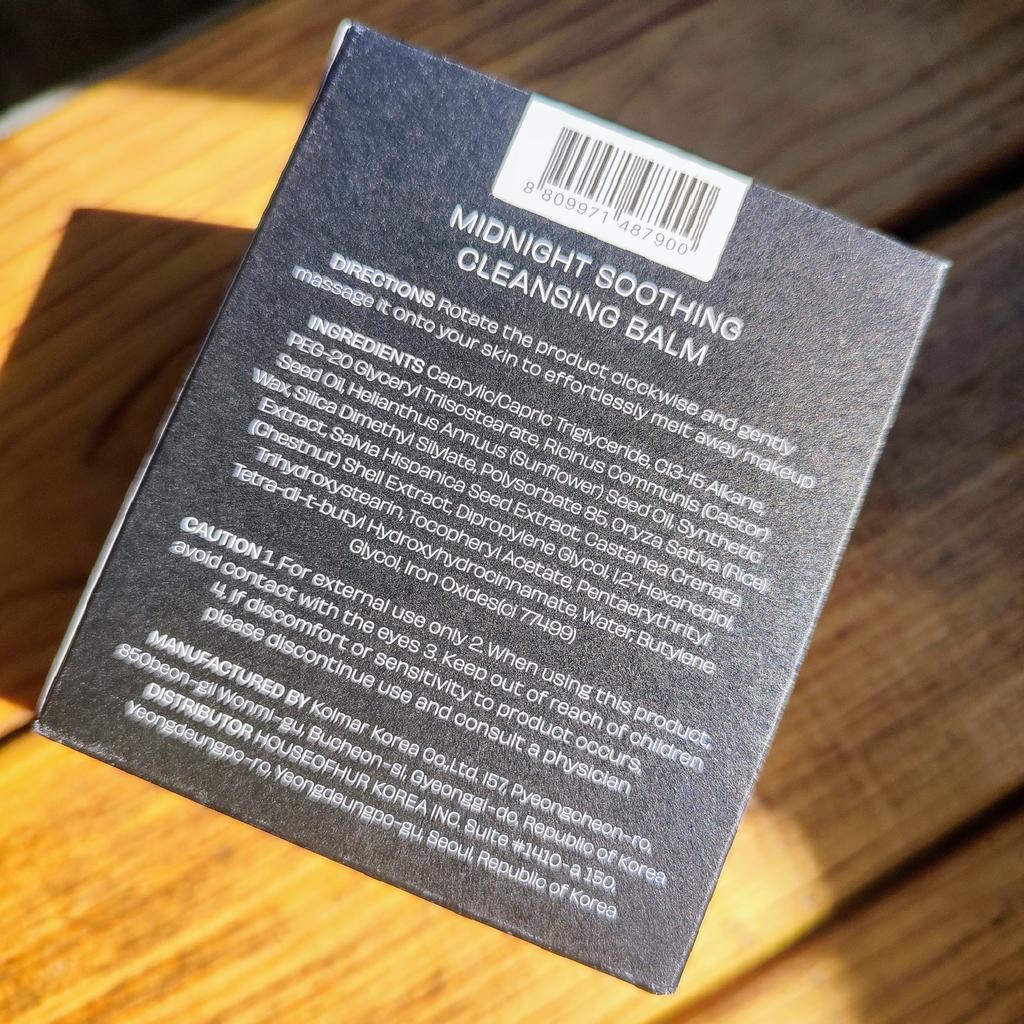 8 809971 487900
MIDNIGHT SOOTHING
CLEANSING BALM
DIRECTIONS Rotate the product clockwise and gently
massage it onto your skin to effortlessly melt away makeup
INGREDIENTS Caprylic/Capric Triglyceride, C13-15 Alkane,
PEG-20 Glyceryl Triisostearate, Ricinus Communis (Castor)
Seed Oil, Helianthus Annuus (Sunflower) Seed Oil, Synthetic
Wax, Silica Dimethyl Silylate, Polysorbate 85, Oryza Sativa (Rice)
Extract, Salvia Hispanica Seed Extract, Castanea Crenata
(Chestnut) Shell Extract, Dipropylene Glycol, 1,2-Hexanediol,
Trihydroxystearin, Tocopheryl Acetate, Pentaerythrityl
Tetra-di-t-butyl Hydroxyhydrocinnamate, Water, Butylene
Glycol, Iron Oxides(ci 77499)
CAUTION 1. For external use only 2. When using this product,
avoid contact with the eyes 3. Keep out of reach of children
4. If discomfort or sensitivity to product occurs,
please discontinue use and consult a physician
MANUFACTURED BY Kolmar Korea Co.,Ltd. 157, Pyeongcheon-ro,
850beon-gil Wonmi-gu, Bucheon-si, Gyeonggi-do, Republic of Korea
DISTRIBUTOR HOUSEOFHUR KOREA INC. Suite #1410-a 150,
Yeongdeungpo-ro, Yeongdeungpo-gu, Seoul, Republic of Korea